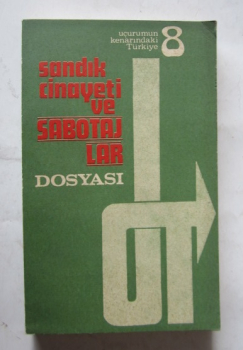 uçurumun
kenarındaki
Türkiye
8
sandık
cinayeti
ve
SABOTAJ
LAR
DOSYASI